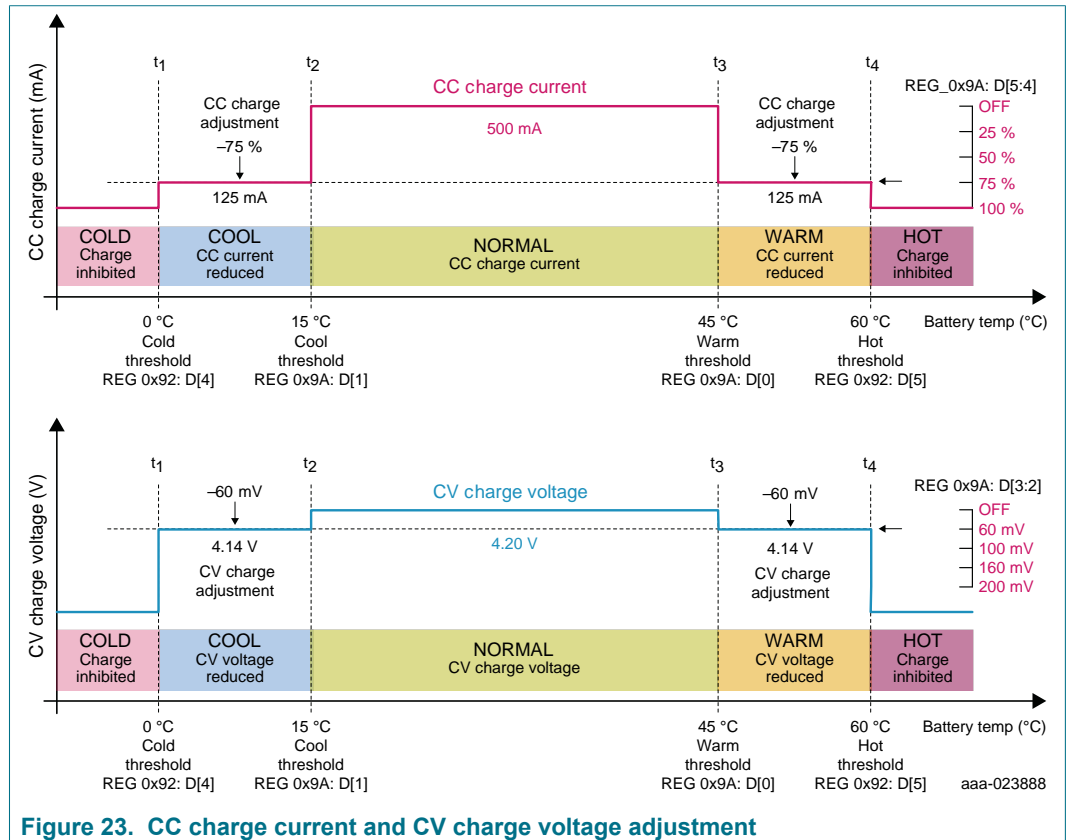 CC charge current (mA)
t1 t2 t3 t4
REG_0x9A: D[5:4]
CC charge
adjustment
–75 %
125 mA
CC charge current
500 mA
CC charge
adjustment
–75 %
125 mA
OFF
25 %
50 %
75 %
100 %
COLD
Charge
inhibited
COOL
CC current
reduced
NORMAL
CC charge current
WARM
CC current
reduced
HOT
Charge
inhibited
0 °C
Cold
threshold
REG 0x92: D[4]
15 °C
Cool
threshold
REG 0x9A: D[1]
45 °C
Warm
threshold
REG 0x9A: D[0]
60 °C
Hot
threshold
REG 0x92: D[5]
Battery temp (°C)
CV charge voltage (V)
t1 t2 t3 t4
REG 0x9A: D[3:2]
–60 mV
4.14 V
CV charge
adjustment
CV charge voltage
4.20 V
–60 mV
4.14 V
CV charge
adjustment
OFF
60 mV
100 mV
160 mV
200 mV
COLD
Charge
inhibited
COOL
CV voltage
reduced
NORMAL
CV charge voltage
WARM
CV voltage
reduced
HOT
Charge
inhibited
0 °C
Cold
threshold
REG 0x92: D[4]
15 °C
Cool
threshold
REG 0x9A: D[1]
45 °C
Warm
threshold
REG 0x9A: D[0]
60 °C
Hot
threshold
REG 0x92: D[5]
Battery temp (°C)
aaa-023888
Figure 23. CC charge current and CV charge voltage adjustment